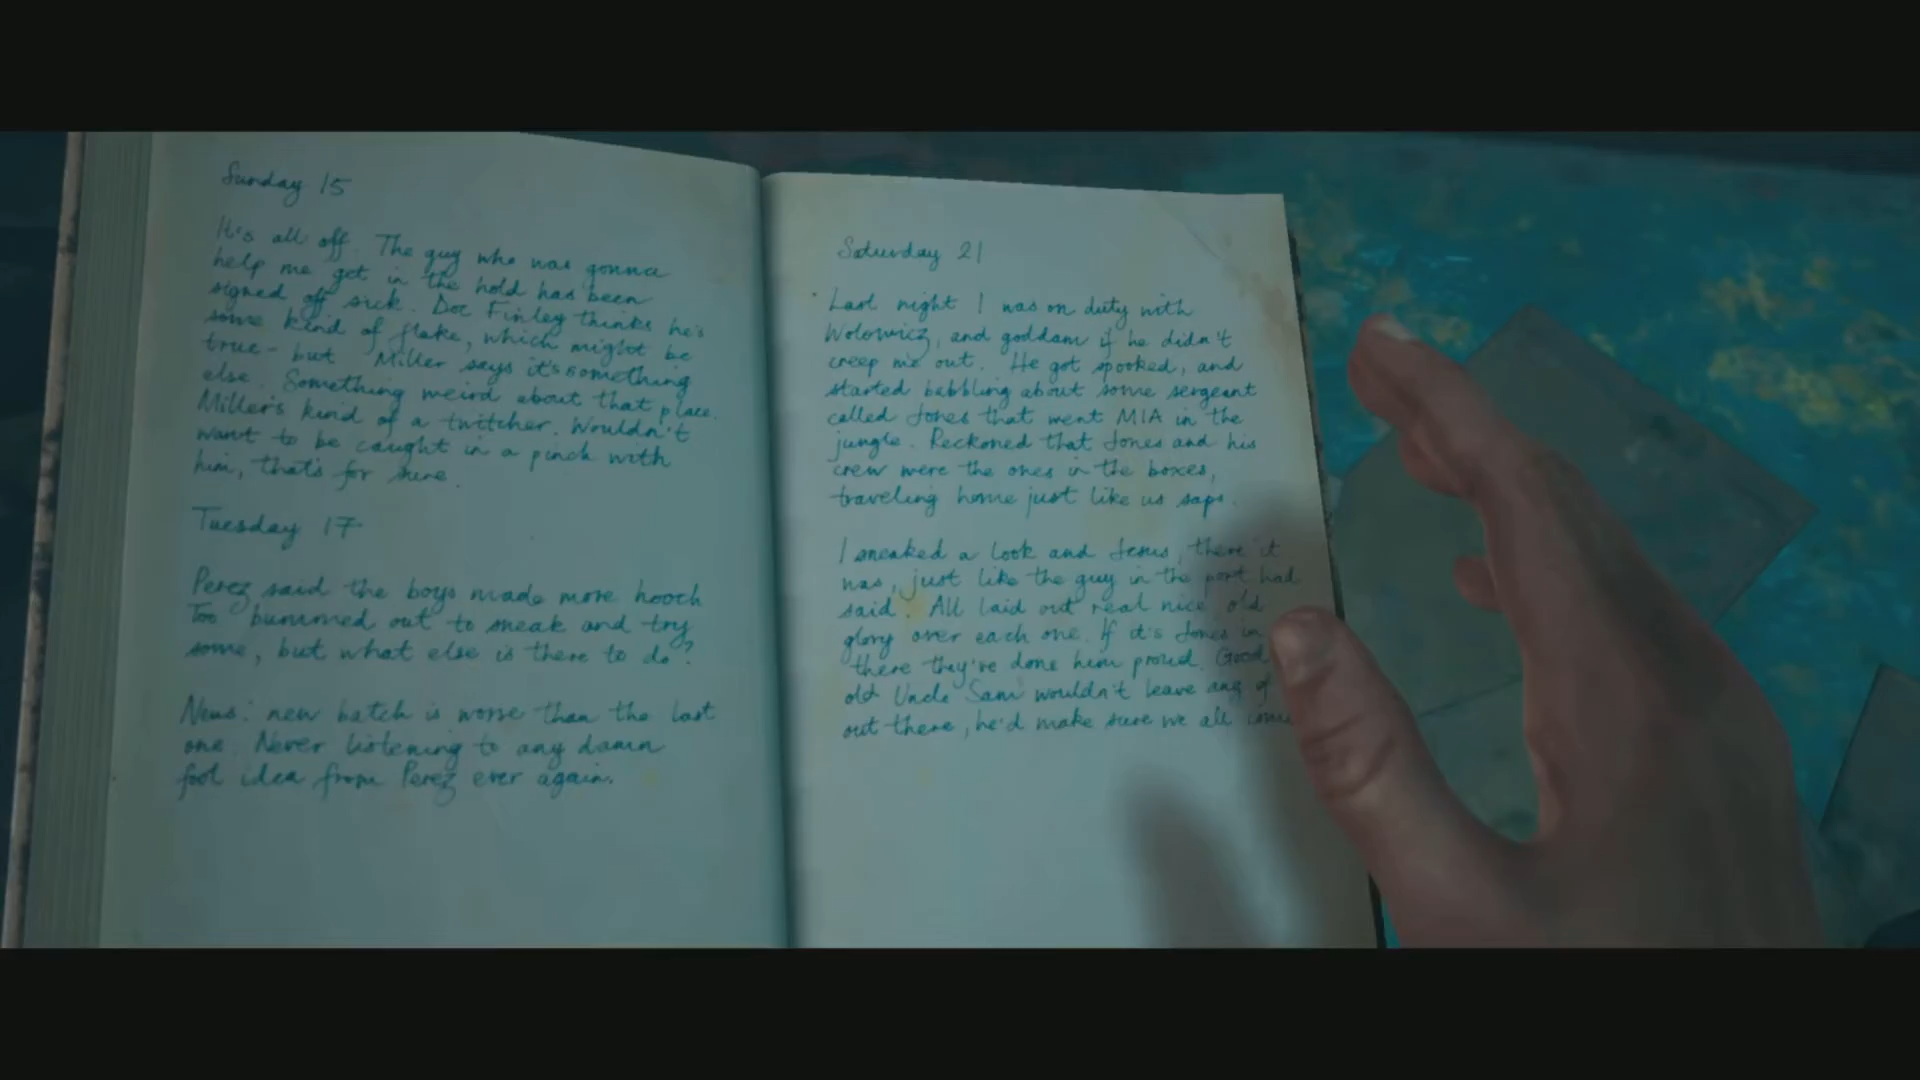 Sunday 15
It's all off. The guy who was gonna
help me get in the hold has been
signed off sick. Doc Finley thinks he's
some kind of flake, which might be
true - but Miller says it's something
else. Something weird about that place.
Miller's kind of a twitcher. Wouldn't
want to be caught in a pinch with
him, that's for sure.
Tuesday 17
Perez said the boys made more hooch
Too bummed out to sneak and try
some, but what else is there to do?
News: new batch is worse than the last
one. Never listening to any damn
fool idea from Perez ever again.
Saturday 21
Last night I was on duty with
Wolowicz, and goddam if he didn't
creep me out. He got spooked, and
started babbling about some sergeant
called Jones that went MIA in the
jungle. Reckoned that Jones and his
crew were the ones in the boxes,
traveling home just like us saps.
I sneaked a look and Jesus, there it
was, just like the guy in the port had
said. All laid out real nice old
glory over each one. If it's Jones in
there they're done him proud. Good
old Uncle Sam wouldn't leave any of
out there, he'd make sure we all